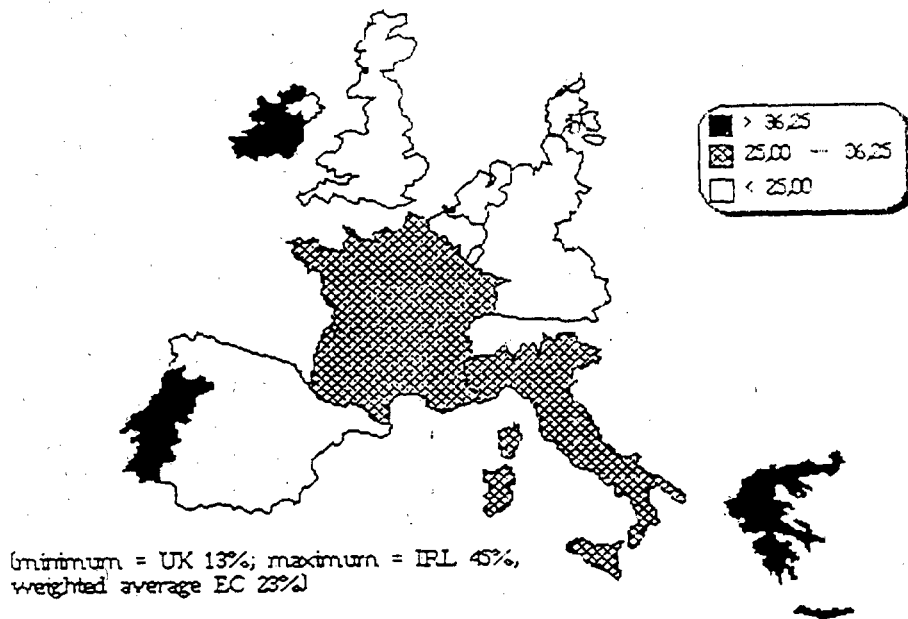 > 36,25
25,00 — 36,25
< 25,00
(minimum = UK 13%; maximum = IRL 45%,
weighted average EC 23%)